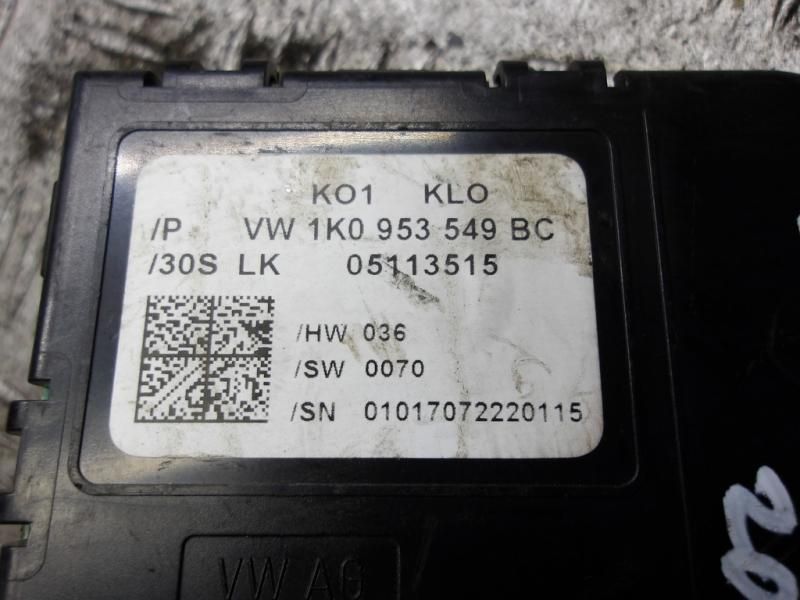 KO1 KLO
/P VW 1K0 953 549 BC
/30S LK 05113515
/HW 036
/SW 0070
/SN 01017072220115
VW AG